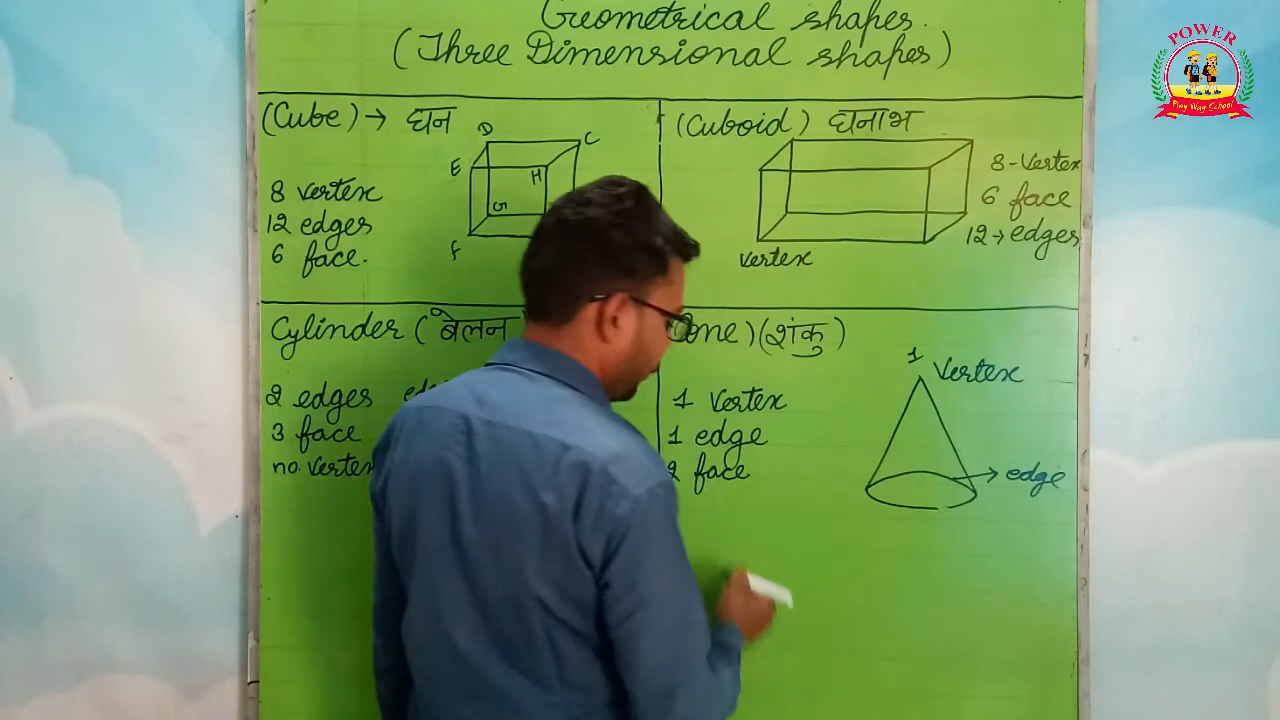 Geometrical shapes.
(Three Dimensional shapes)
(Cube) → घन
D
C
E
H
G
F
8 vertex
12 edges
6 face.
(Cuboid) घनाभ
8-vertex
6 face
12→edges
vertex
Cylinder (बेलन
2 edges
3 face
no. vertex
one) (शंकु)
1 vertex
1 edge
2 face
1 vertex
edge
POWER
Play Way School